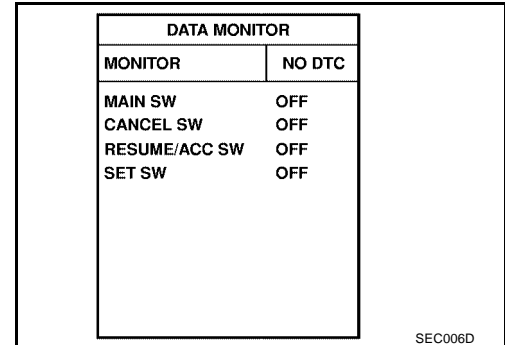 DATA MONITOR
MONITOR NO DTC
MAIN SW OFF
CANCEL SW OFF
RESUME/ACC SW OFF
SET SW OFF
SEC006D